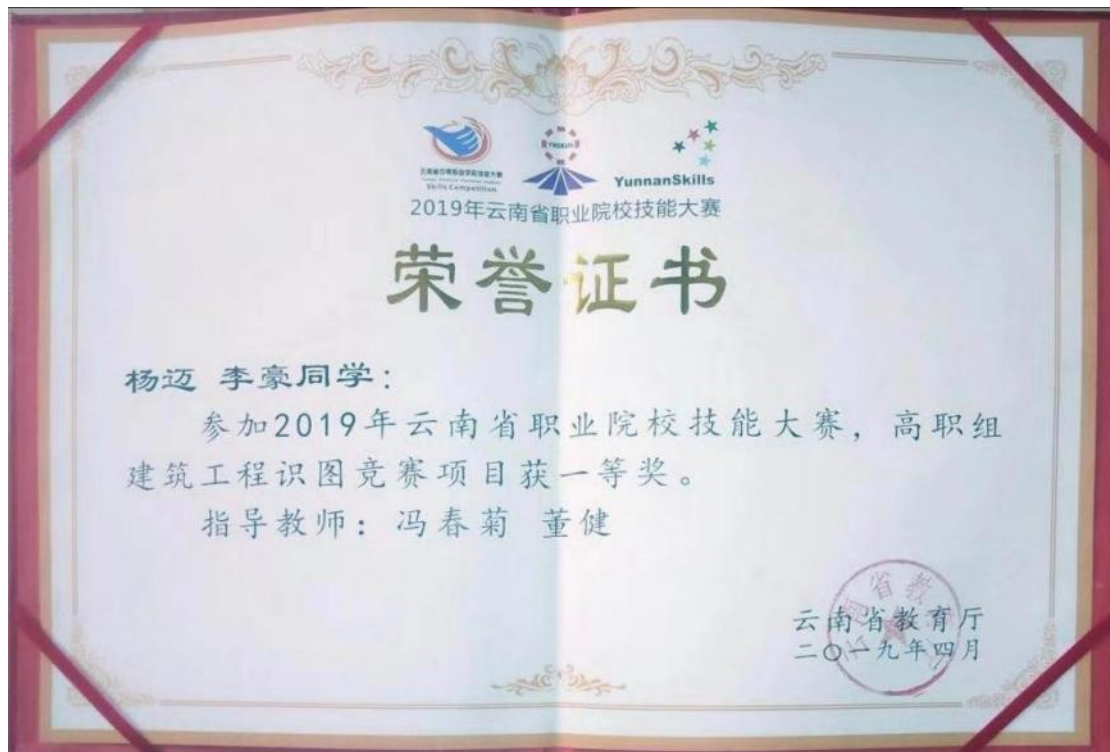 Skills Competition
YunnanSkills
2019年云南省职业院校技能大赛
荣誉证书
杨迈 李豪同学：
参加2019年云南省职业院校技能大赛，高职组
建筑工程识图竞赛项目获一等奖。
指导教师：冯春菊 董健
云南省教育厅
二〇一九年四月